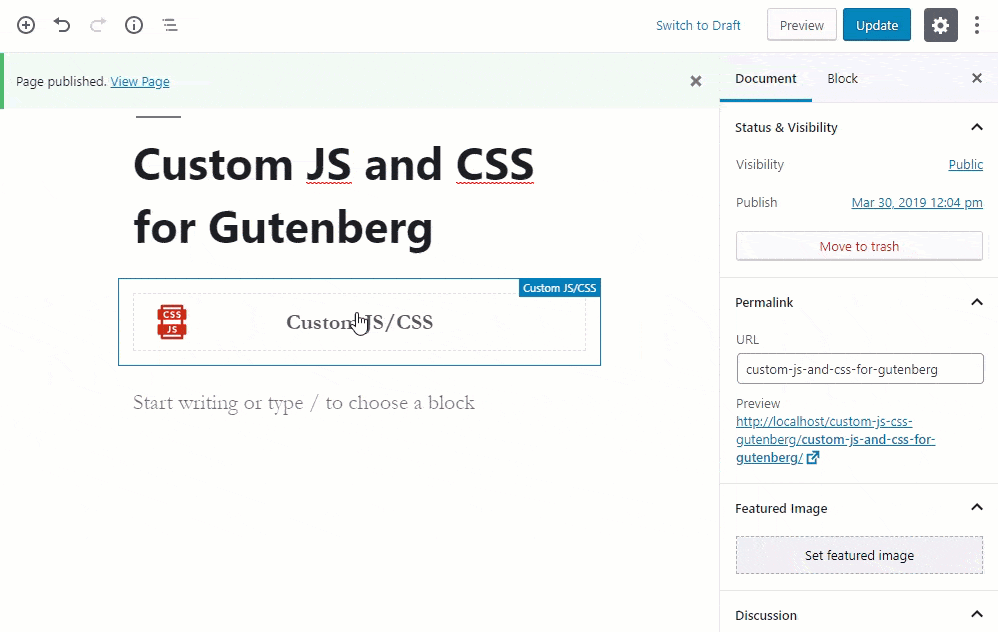 Switch to Draft
Preview
Update
Page published. View Page
Document
Block
Custom JS and CSS
for Gutenberg
Custom JS/CSS
CSS
JS
Custom JS/CSS
Start writing or type / to choose a block
Status & Visibility
Visibility
Public
Publish
Mar 30, 2019 12:04 pm
Move to trash
Permalink
URL
custom-js-and-css-for-gutenberg
Preview
http://localhost/custom-js-css-
gutenberg/custom-js-and-css-for-
gutenberg/
Featured Image
Set featured image
Discussion